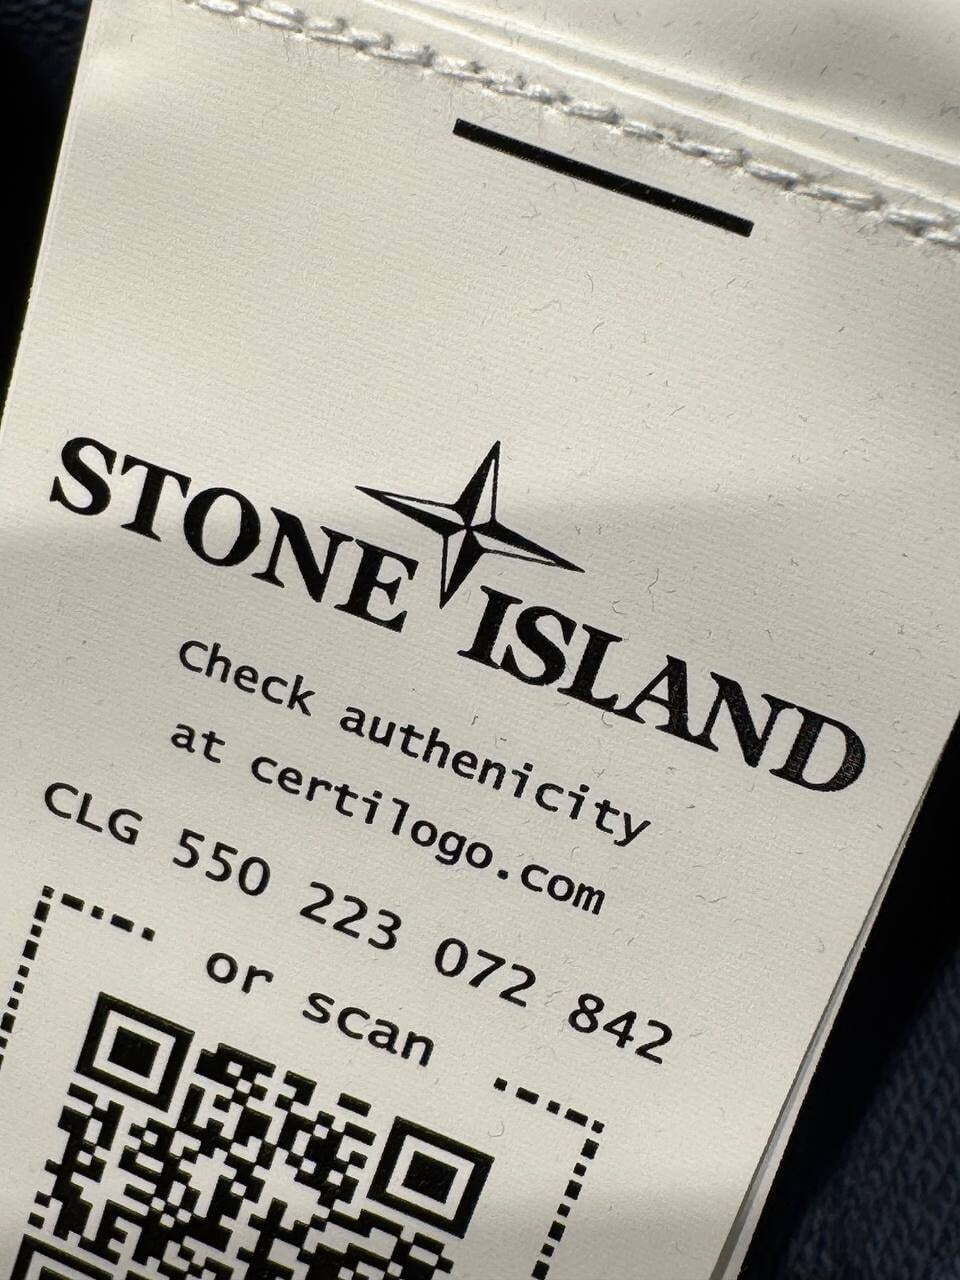 STONE ISLAND
Check authenicity
at certilogo.com
CLG 550 223 072 842
or scan